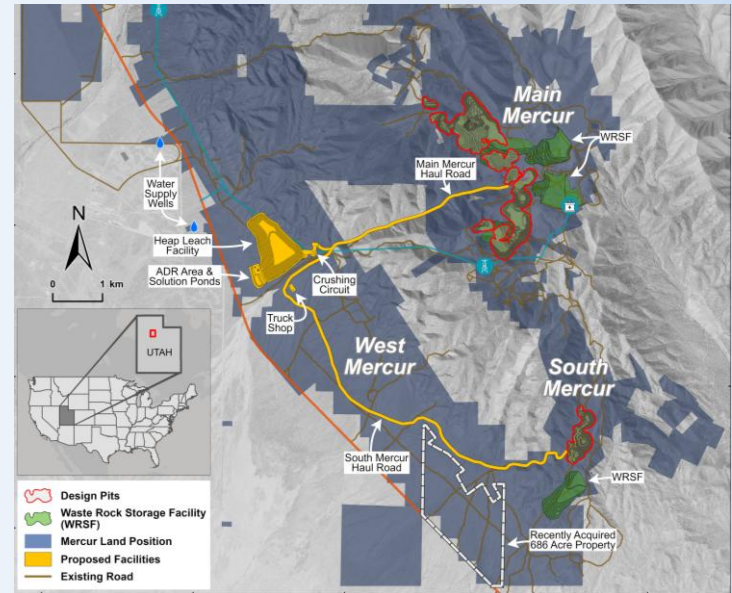 Main
Mercur
WRSF
Main Mercur
Haul Road
Water
Supply
Wells
N
Heap Leach
Facility
ADR Area &
Solution Ponds
0 1 km
Crushing
Circuit
Truck
Shop
West
Mercur
South
Mercur
UTAH
South Mercur
Haul Road
WRSF
Recently Acquired
686 Acre Property
Design Pits
Waste Rock Storage Facility
(WRSF)
Mercur Land Position
Proposed Facilities
Existing Road